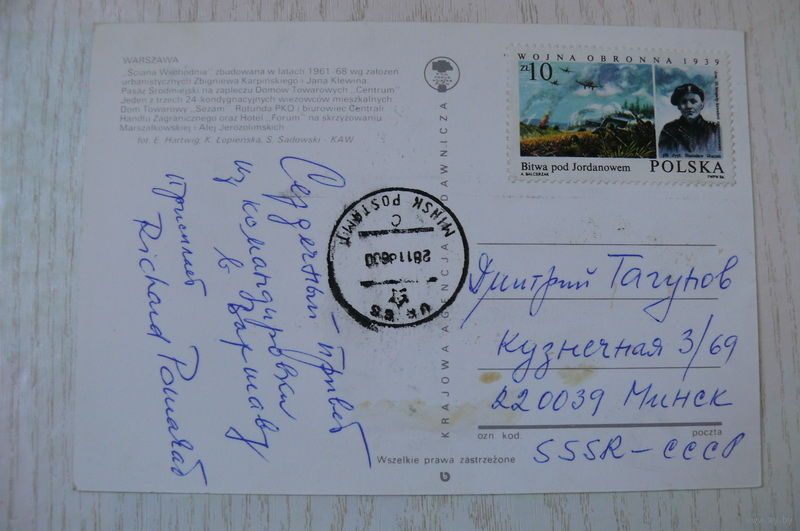 WARSZAWA
„Ściana Wschodnia" zbudowana w latach 1961-68 wg założeń
urbanistycznych Zbigniewa Karpińskiego i Jana Klewina.
Pasaż Śródmiejski na zapleczu Domów Towarowych „Centrum"
Jeden z trzech 24-kondygnacyjnych wieżowców mieszkalnych
Dom Towarowy „Sezam". Rotunda PKO i biurowiec Centrali
Handlu Zagranicznego oraz Hotel „Forum" na skrzyżowaniu
Marszałkowskiej i Alej Jerozolimskich
fot. E. Hartwig, K. Łopieńska, S. Sadowski - KAW
Сердечный - привет
из командировки
в Варшаву
присылает
Richard
KRAJOWA AGENCJA WYDAWNICZA
WOJNA OBRONNA 1939
ZŁ 10
Bitwa pod Jordanowem
POLSKA
A. BALCERZAK
MINSK POSTAMT
C
281186
Дмитрий Тагунов
Кузнечная 3/69
220039 Минск
ozn kod. poczta
SSSR - СССР
Wszelkie prawa zastrzeżone